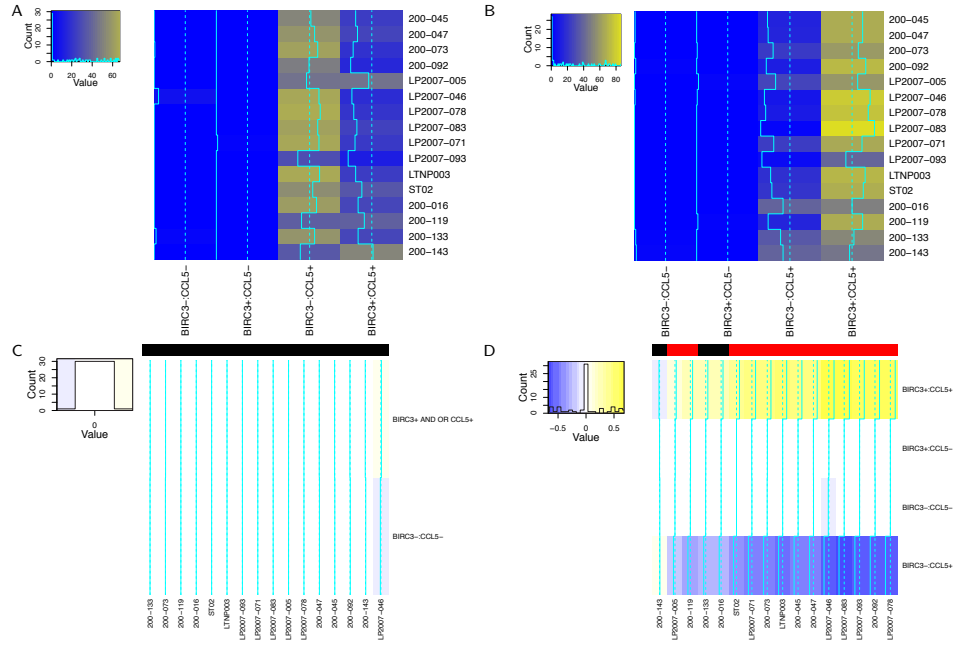 A
Count
0 10 20 30
0 20 40 60
Value
200−045
200−047
200−073
200−092
LP2007−005
LP2007−046
LP2007−078
LP2007−083
LP2007−071
LP2007−093
LTNP003
ST02
200−016
200−119
200−133
200−143
BIRC3−:CCL5
BIRC3+:CCL5−
BIRC3−:CCL5+
BIRC3+:CCL5+
B
Count
0 10 20
0 20 40 60 80
Value
200−045
200−047
200−073
200−092
LP2007−005
LP2007−046
LP2007−078
LP2007−083
LP2007−071
LP2007−093
LTNP003
ST02
200−016
200−119
200−133
200−143
BIRC3−:CCL5−
BIRC3+:CCL5−
BIRC3−:CCL5+
BIRC3+:CCL5+
C
Count
0 10 20 30
0
Value
BIRC3+ AND OR CCL5+
BIRC3−:CCL5−
200−133
200−073
200−119
200−016
ST02
LTNP003
LP2007−093
LP2007−071
LP2007−083
LP2007−005
LP2007−078
200−047
200−045
200−092
200−143
LP2007−046
D
Count
0 10 25
−0.5 0 0.5
Value
BIRC3+:CCL5+
BIRC3+:CCL5−
BIRC3−:CCL5−
BIRC3−:CCL5+
200−143
LP2007−005
200−119
200−133
200−016
ST02
LP2007−071
200−073
LTNP003
200−045
200−047
LP2007−046
LP2007−083
LP2007−093
200−092
LP2007−078